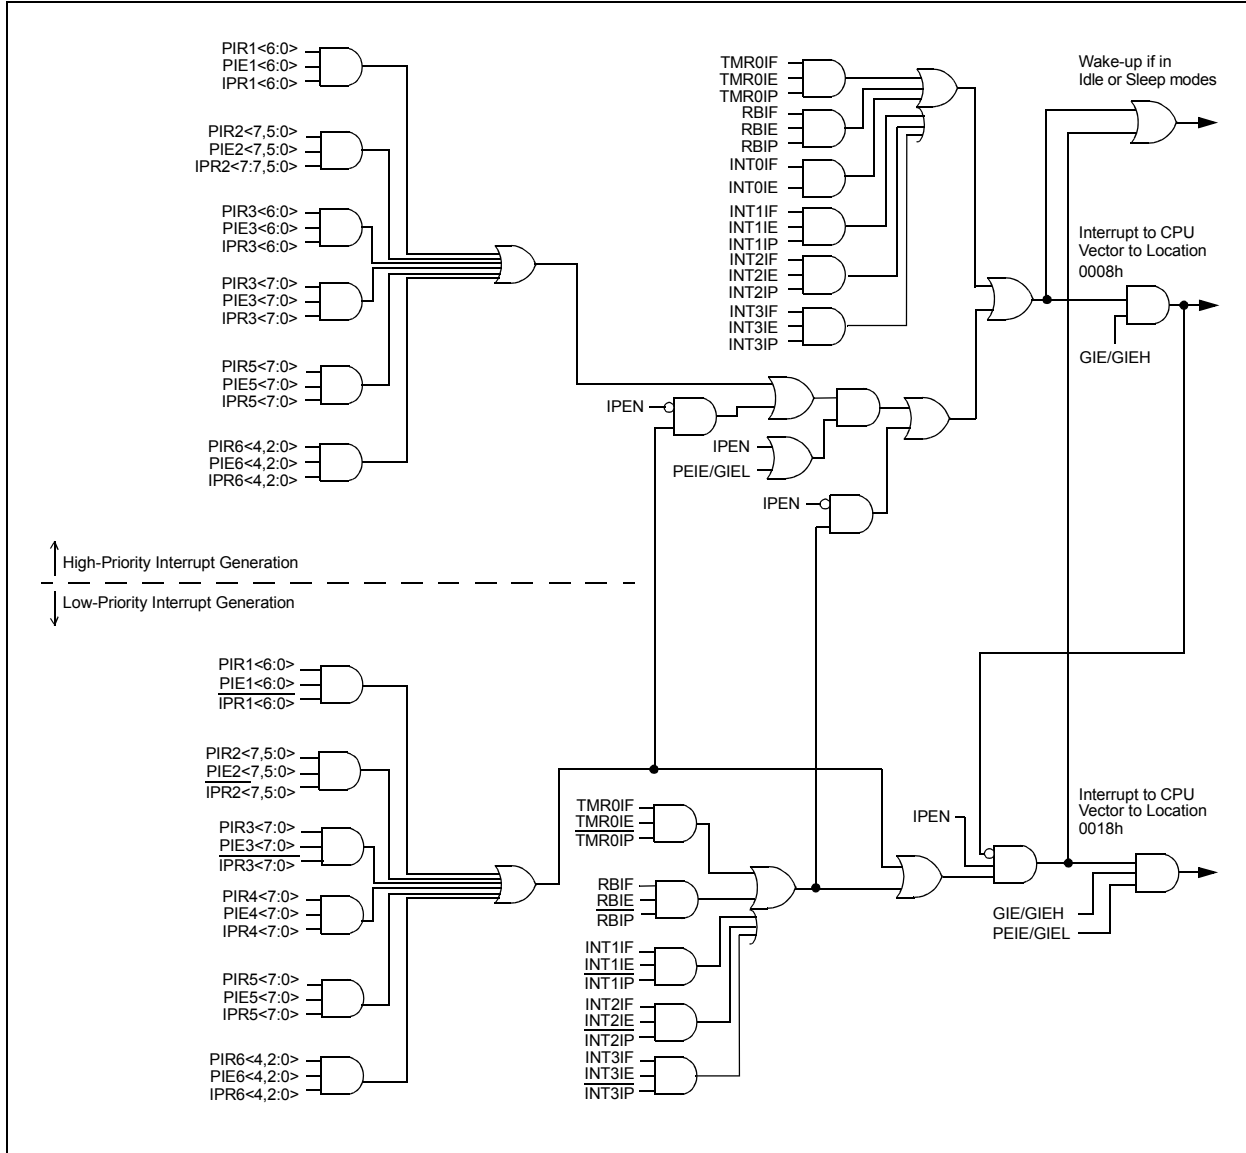 PIR1<6:0>
PIE1<6:0>
IPR1<6:0>
PIR2<7,5:0>
PIE2<7,5:0>
IPR2<7:7,5:0>
PIR3<6:0>
PIE3<6:0>
IPR3<6:0>
PIR3<7:0>
PIE3<7:0>
IPR3<7:0>
PIR5<7:0>
PIE5<7:0>
IPR5<7:0>
PIR6<4,2:0>
PIE6<4,2:0>
IPR6<4,2:0>
TMR0IF
TMR0IE
TMR0IP
RBIF
RBIE
RBIP
INT0IF
INT0IE
INT1IF
INT1IE
INT1IP
INT2IF
INT2IE
INT2IP
INT3IF
INT3IE
INT3IP
Wake-up if in
Idle or Sleep modes
Interrupt to CPU
Vector to Location
0008h
GIE/GIEH
IPEN
IPEN
PEIE/GIEL
IPEN
High-Priority Interrupt Generation
Low-Priority Interrupt Generation
PIR1<6:0>
PIE1<6:0>
IPR1<6:0>
PIR2<7,5:0>
PIE2<7,5:0>
IPR2<7,5:0>
PIR3<7:0>
PIE3<7:0>
IPR3<7:0>
PIR4<7:0>
PIE4<7:0>
IPR4<7:0>
PIR5<7:0>
PIE5<7:0>
IPR5<7:0>
PIR6<4,2:0>
PIE6<4,2:0>
IPR6<4,2:0>
TMR0IF
TMR0IE
TMR0IP
RBIF
RBIE
RBIP
INT1IF
INT1IE
INT1IP
INT2IF
INT2IE
INT2IP
INT3IF
INT3IE
INT3IP
IPEN
Interrupt to CPU
Vector to Location
0018h
GIE/GIEH
PEIE/GIEL